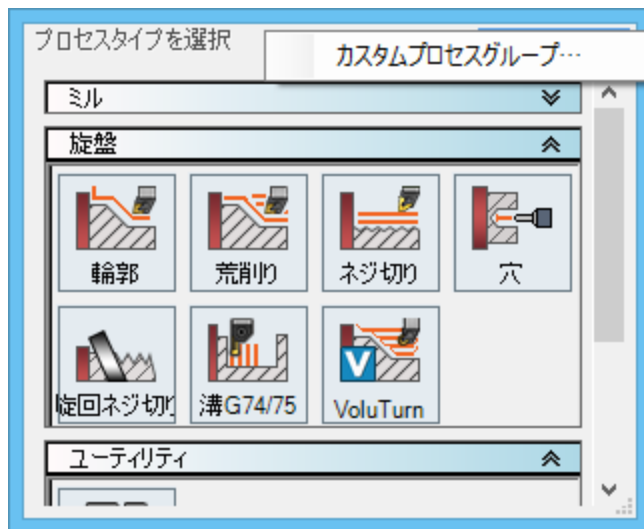 プロセスタイプを選択
カスタムプロセスグループ…
ミル
旋盤
輪郭
荒削り
ネジ切り
穴
旋回ネジ切り
溝G74/75
VoluTurn
ユーティリティ